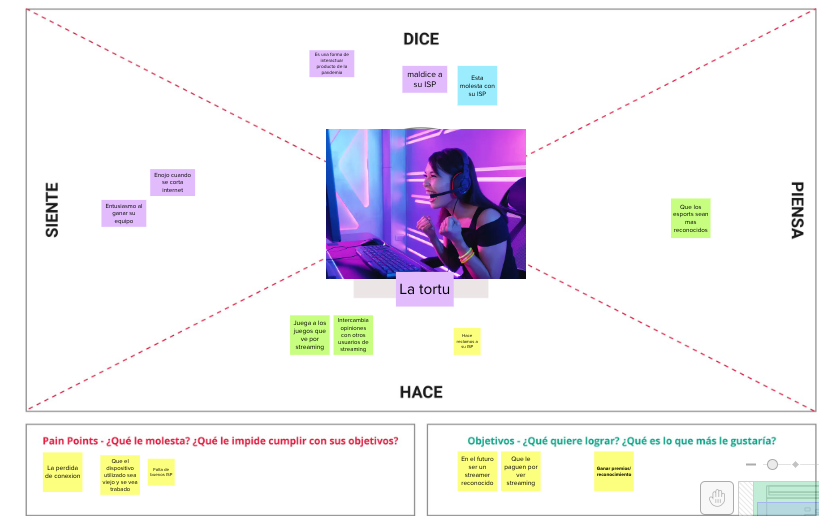 DICE
Es una forma de
interactuar
producto de la
pandemia
maldice a
su ISP
Esta
molesta con
su ISP
SIENTE
Enojo cuando
se corta
internet
Entusiasmo al
ganar su
equipo
PIENSA
Que los
esports sean
mas
reconocidos
La tortu
Juega a los
juegos que
ve por
streaming
Intercambia
opiniones
con otros
usuarios de
streaming
Hace
reclamos a
su ISP
HACE
Pain Points - ¿Qué le molesta? ¿Qué le impide cumplir con sus objetivos?
La perdida
de conexion
Que el
dispositivo
utilizado sea
viejo y se vea
trabado
Falta de
buenos ISP
Objetivos - ¿Qué quiere lograr? ¿Qué es lo que más le gustaría?
En el futuro
ser un
streamer
reconocido
Que le
paguen por
ver
streaming
Ganar premios/
reconocimiento